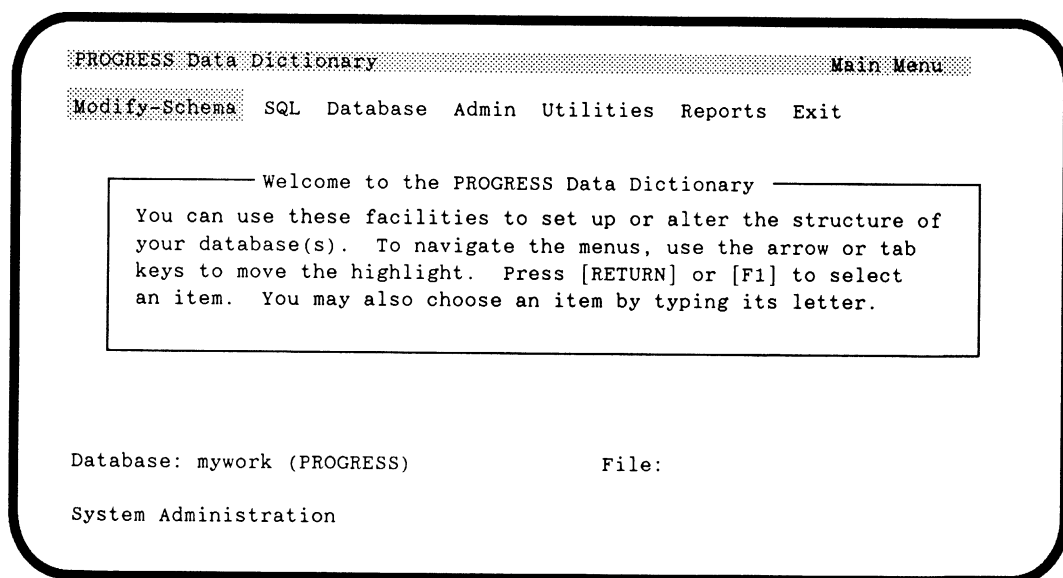 PROGRESS Data Dictionary Main Menu
Modify-Schema SQL Database Admin Utilities Reports Exit
Welcome to the PROGRESS Data Dictionary
You can use these facilities to set up or alter the structure of
your database(s). To navigate the menus, use the arrow or tab
keys to move the highlight. Press [RETURN] or [F1] to select
an item. You may also choose an item by typing its letter.
Database: mywork (PROGRESS) File:
System Administration